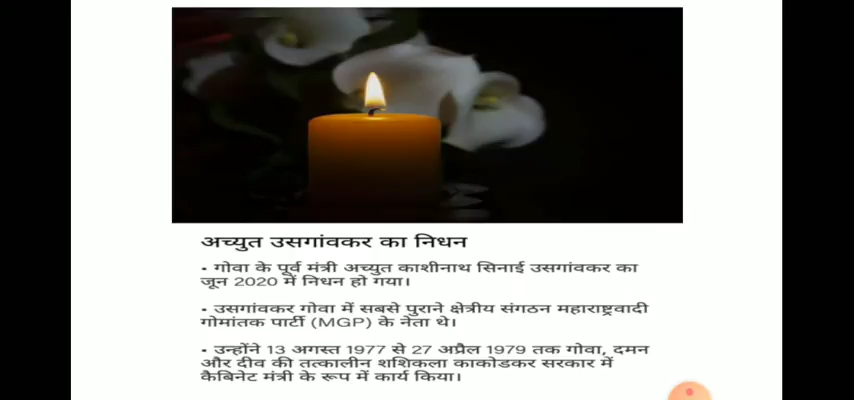 अच्युत उसगांवकर का निधन
• गोवा के पूर्व मंत्री अच्युत काशीनाथ सिनाई उसगांवकर का
जून 2020 में निधन हो गया।
• उसगांवकर गोवा में सबसे पुराने क्षेत्रीय संगठन महाराष्ट्रवादी
गोमांतक पार्टी (MGP) के नेता थे।
• उन्होंने 13 अगस्त 1977 से 27 अप्रैल 1979 तक गोवा, दमन
और दीव की तत्कालीन शशिकला काकोडकर सरकार में
कैबिनेट मंत्री के रूप में कार्य किया।